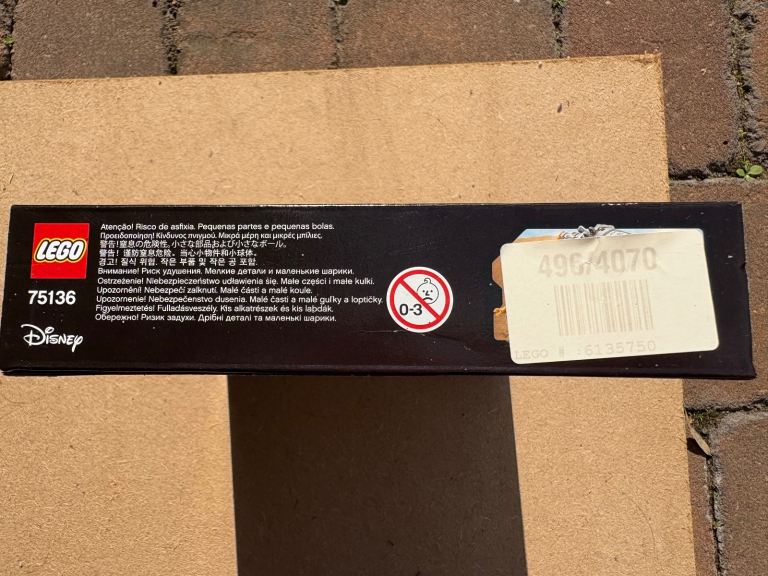 LEGO
75136
Disney
Atenção! Risco de asfixia. Pequenas partes e pequenas bolas.
Προειδοποίηση! Κίνδυνος πνιγμού. Μικρά μέρη και μικρές μπίλιες.
警告！窒息の危険性。小さな部品および小さなボール。
警告！谨防窒息危险。当心小物件和小球体。
경고! 질식 위험. 작은 부품 및 작은 공 포함.
Внимание! Риск удушения. Мелкие детали и маленькие шарики.
Ostrzeżenie! Niebezpieczeństwo udławienia się. Małe części i małe kulki.
Upozornění! Nebezpečí zalknutí. Malé části a malé koule.
Upozornenie! Nebezpečenstvo dusenia. Malé časti a malé guľky a loptičky.
Figyelmeztetés! Fulladásveszély. Kis alkatrészek és kis labdák.
Обережно! Ризик задухи. Дрібні деталі та маленькі шарики.
0-3
496/4070
LEGO # :6135750